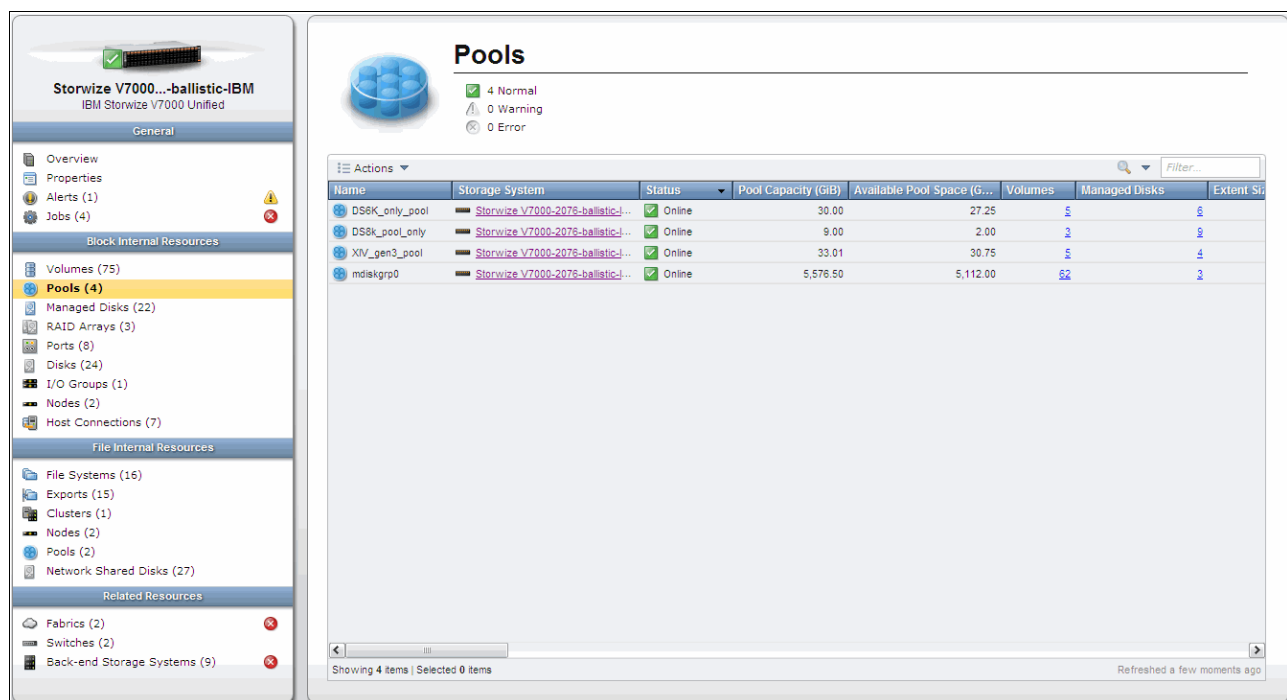 Storwize V7000...-ballistic-IBM
IBM Storwize V7000 Unified
General
Overview
Properties
Alerts (1)
Jobs (4)
Block Internal Resources
Volumes (75)
Pools (4)
Managed Disks (22)
RAID Arrays (3)
Ports (8)
Disks (24)
I/O Groups (1)
Nodes (2)
Host Connections (7)
File Internal Resources
File Systems (16)
Exports (15)
Clusters (1)
Nodes (2)
Pools (2)
Network Shared Disks (27)
Related Resources
Fabrics (2)
Switches (2)
Back-end Storage Systems (9)
Pools
4 Normal
0 Warning
0 Error
Actions Filter...
Name Storage System Status Pool Capacity (GiB) Available Pool Space (G... Volumes Managed Disks Extent Siz
DS6K_only_pool Storwize V7000-2076-ballistic-I... Online 30.00 27.25 5 6
DS8k_pool_only Storwize V7000-2076-ballistic-I... Online 9.00 2.00 3 9
XIV_gen3_pool Storwize V7000-2076-ballistic-I... Online 33.01 30.75 5 4
mdiskgrp0 Storwize V7000-2076-ballistic-I... Online 5,576.50 5,112.00 62 3
Showing 4 items | Selected 0 items Refreshed a few moments ago